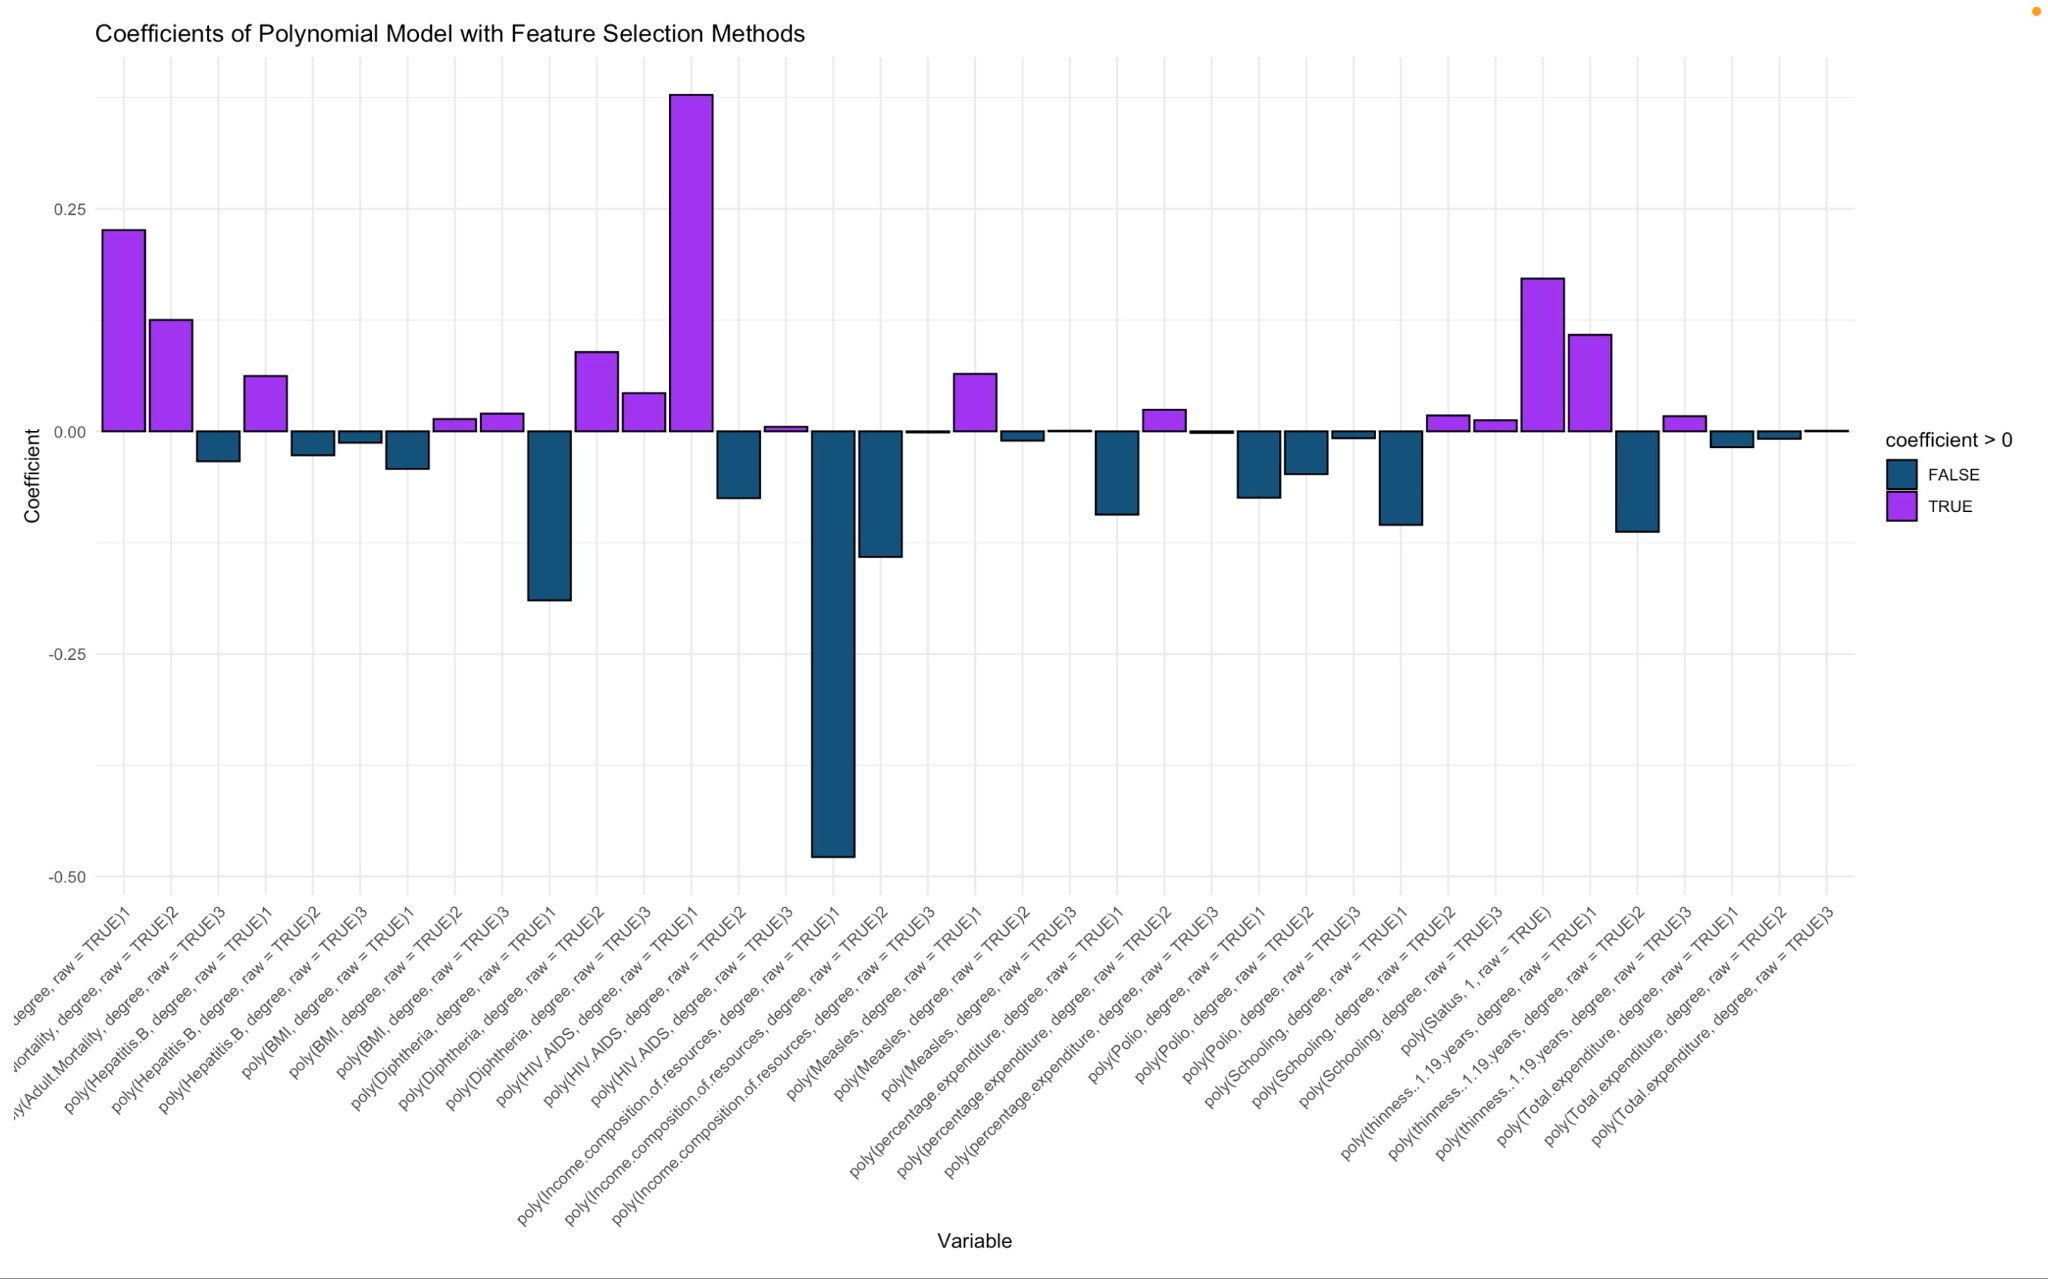 Coefficients of Polynomial Model with Feature Selection Methods
Coefficient
0.25
0.00
-0.25
-0.50
coefficient > 0
FALSE
TRUE
degree, raw = TRUE)1
Mortality, degree, raw = TRUE)2
ly(Adult.Mortality, degree, raw = TRUE)3
poly(Hepatitis.B, degree, raw = TRUE)1
poly(Hepatitis.B, degree, raw = TRUE)2
poly(Hepatitis.B, degree, raw = TRUE)3
poly(BMI, degree, raw = TRUE)1
poly(BMI, degree, raw = TRUE)2
poly(BMI, degree, raw = TRUE)3
poly(Diphtheria, degree, raw = TRUE)1
poly(Diphtheria, degree, raw = TRUE)2
poly(Diphtheria, degree, raw = TRUE)3
poly(HIV.AIDS, degree, raw = TRUE)1
poly(HIV.AIDS, degree, raw = TRUE)2
poly(HIV.AIDS, degree, raw = TRUE)3
poly(Income.composition.of.resources, degree, raw = TRUE)1
poly(Income.composition.of.resources, degree, raw = TRUE)2
poly(Income.composition.of.resources, degree, raw = TRUE)3
poly(Measles, degree, raw = TRUE)1
poly(Measles, degree, raw = TRUE)2
poly(Measles, degree, raw = TRUE)3
poly(percentage.expenditure, degree, raw = TRUE)1
poly(percentage.expenditure, degree, raw = TRUE)2
poly(percentage.expenditure, degree, raw = TRUE)3
poly(Polio, degree, raw = TRUE)1
poly(Polio, degree, raw = TRUE)2
poly(Polio, degree, raw = TRUE)3
poly(Schooling, degree, raw = TRUE)1
poly(Schooling, degree, raw = TRUE)2
poly(Schooling, degree, raw = TRUE)3
poly(Status, 1, raw = TRUE)
poly(thinness..1.19.years, degree, raw = TRUE)1
poly(thinness..1.19.years, degree, raw = TRUE)2
poly(thinness..1.19.years, degree, raw = TRUE)3
poly(Total.expenditure, degree, raw = TRUE)1
poly(Total.expenditure, degree, raw = TRUE)2
poly(Total.expenditure, degree, raw = TRUE)3
Variable